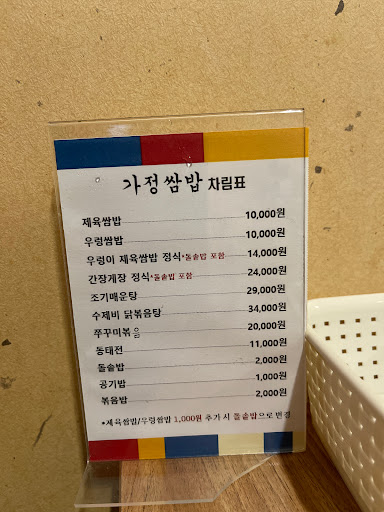 가정쌈밥 차림표
제육쌈밥 10,000원
우렁쌈밥 10,000원
우렁이 제육쌈밥 정식*돌솥밥 포함 14,000원
간장게장 정식*돌솥밥 포함 24,000원
조기매운탕 29,000원
수제비 닭볶음탕 34,000원
쭈꾸미볶음 20,000원
동태전 11,000원
돌솥밥 2,000원
공기밥 1,000원
볶음밥 2,000원
*제육쌈밥/우렁쌈밥 1,000원 추가 시 돌솥밥으로 변경